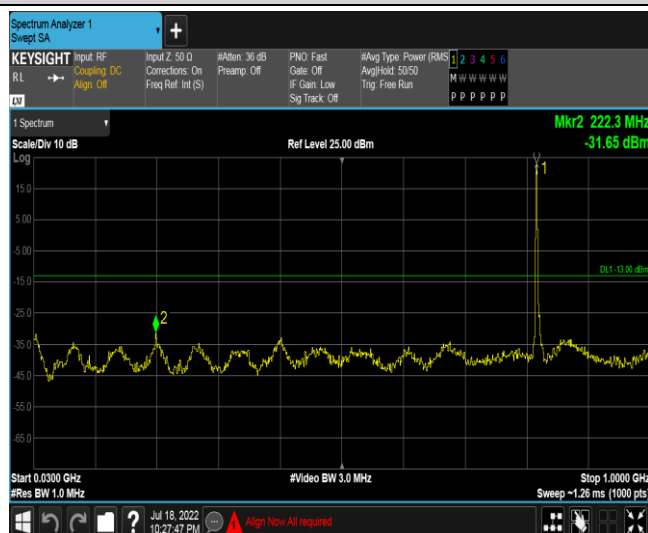 Spectrum Analyzer 1
Swept SA
KEYSIGHT
RL
LXI
Input: RF
Coupling: DC
Align: Off
Input Z: 50 Ω
Corrections: On
Freq Ref: Int (S)
#Atten: 36 dB
Preamp: Off
PNO: Fast
Gate: Off
IF Gain: Low
Sig Track: Off
#Avg Type: Power (RMS
Avg|Hold: 50/50
Trig: Free Run
1 2 3 4 5 6
M W W W W W
P P P P P P
1 Spectrum
Scale/Div 10 dB
Ref Level 25.00 dBm
Mkr2 222.3 MHz
-31.65 dBm
Log
1
15.0
5.00
-5.00
DL1 -13.00 dBm
-15.0
-25.0
2
-35.0
-45.0
-55.0
-65.0
Start 0.0300 GHz
#Video BW 3.0 MHz
Stop 1.0000 GHz
#Res BW 1.0 MHz
Sweep ~1.26 ms (1000 pts)
?
Jul 18, 2022
10:27:47 PM
Align Now All required